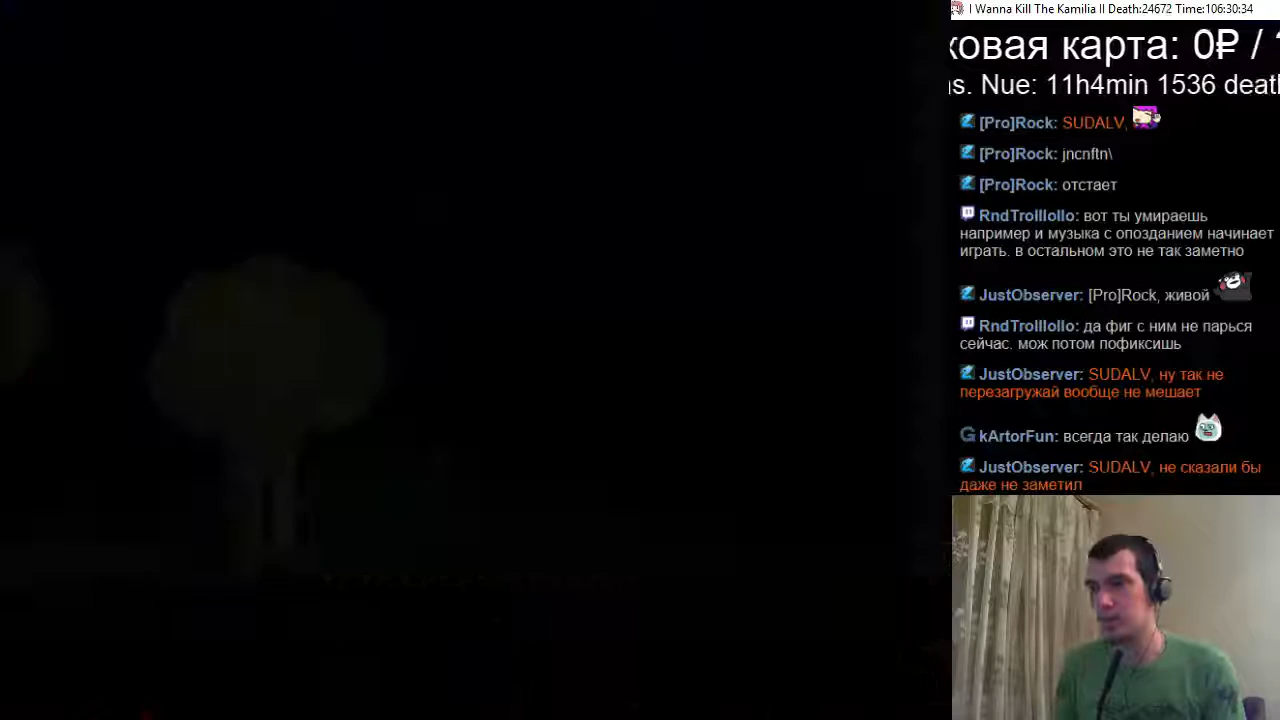 I Wanna Kill The Kamilia II Death:24672 Time:106:30:34
ковая карта: 0₽ /
s. Nue: 11h4min 1536 deat
[Pro]Rock: SUDALV,
[Pro]Rock: jncnftn\
[Pro]Rock: отстает
RndTrolllollo: вот ты умираешь
например и музыка с опозданием начинает
играть. в остальном это не так заметно
JustObserver: [Pro]Rock, живой
RndTrolllollo: да фиг с ним не парься
сейчас. мож потом пофиксишь
JustObserver: SUDALV, ну так не
перезагружай вообще не мешает
kArtorFun: всегда так делаю
JustObserver: SUDALV, не сказали бы
даже не заметил